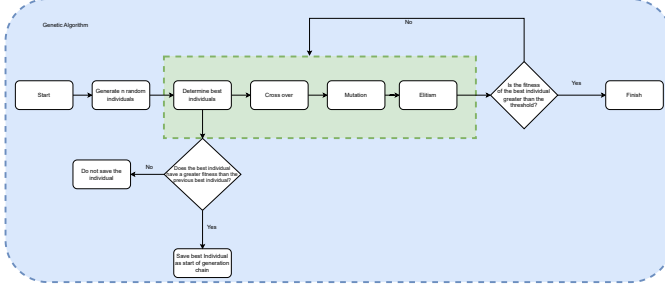 Genetic Algorithm
No
Start
Generate n random
individuals
Determine best
individuals
Cross over
Mutation
Elitism
Is the fitness
of the best individual
greater than the
threshold?
Yes
Finish
Does the best individual
have a greater fitness than the
previous best individual?
No
Do not save the
individual
Yes
Save best Individual
as start of generation
chain